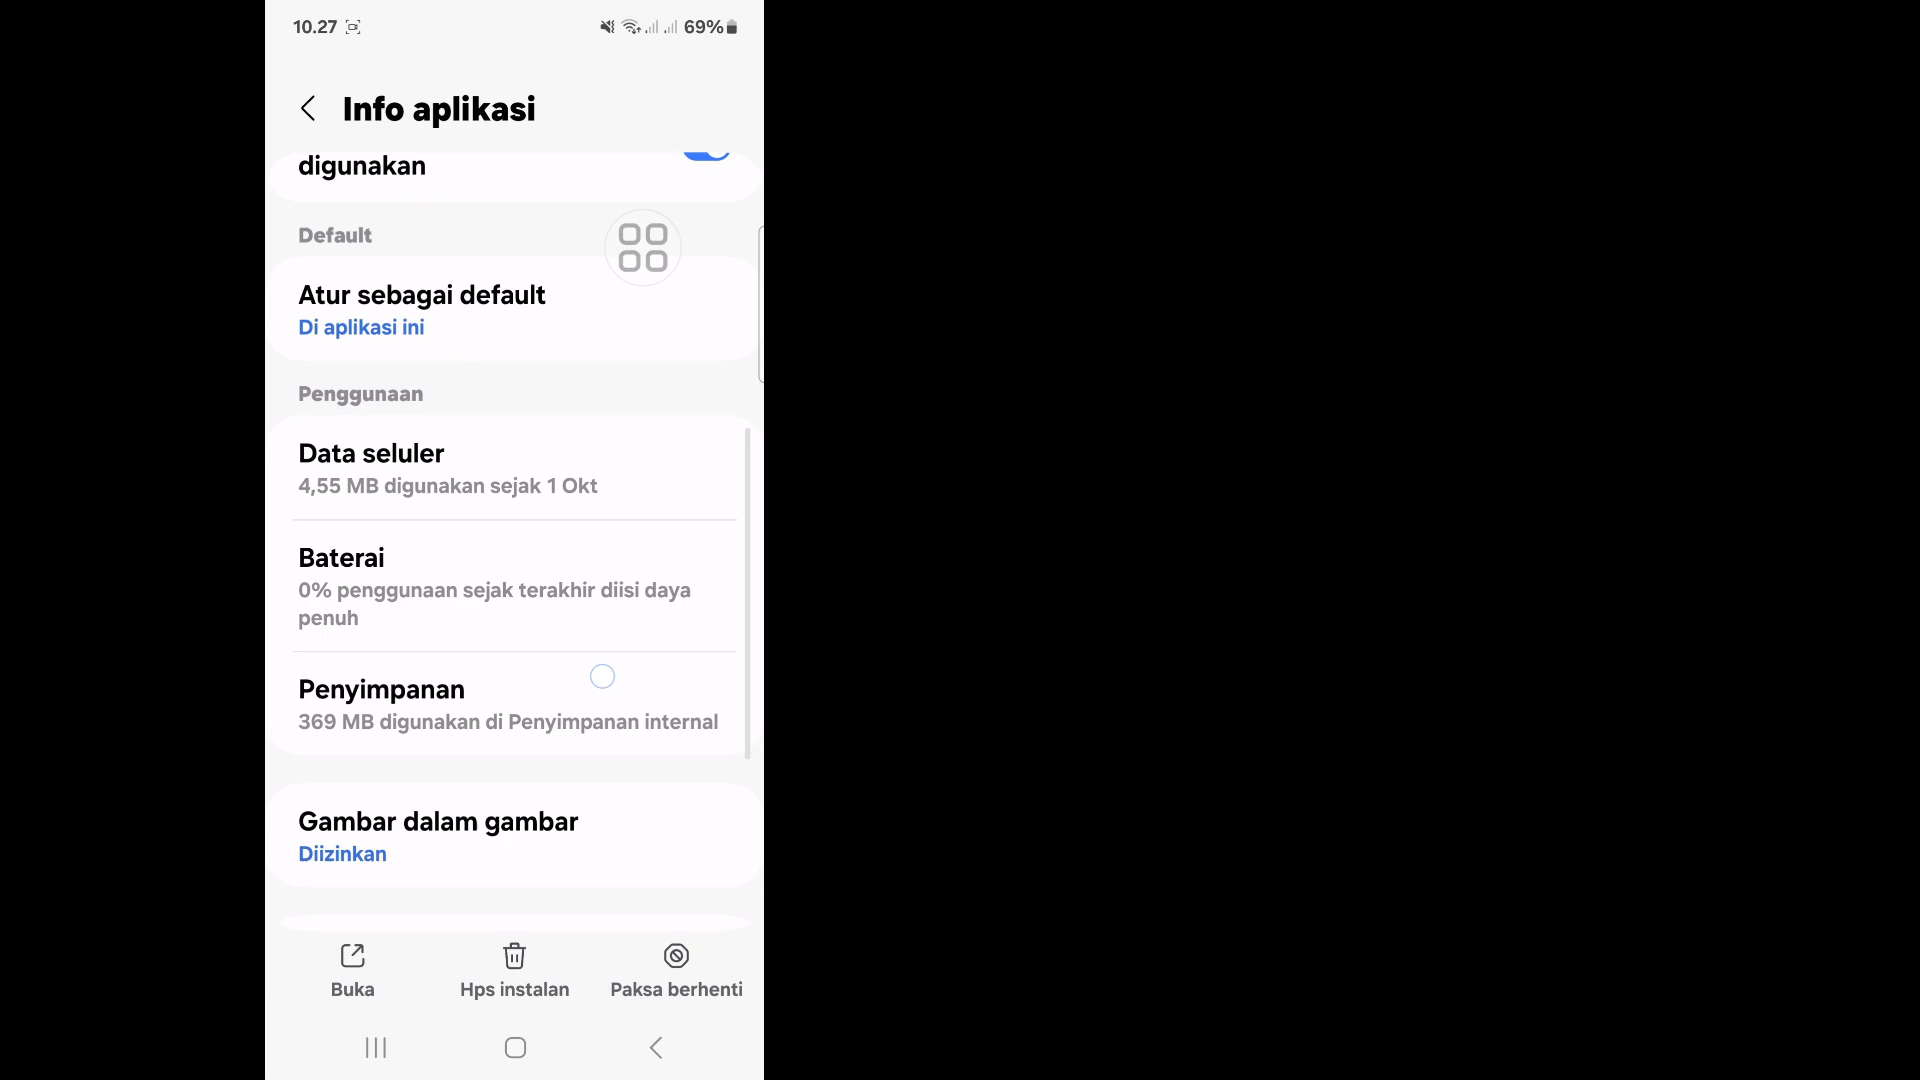 10.27
69%
Info aplikasi
digunakan
Default
Atur sebagai default
Di aplikasi ini
Penggunaan
Data seluler
4,55 MB digunakan sejak 1 Okt
Baterai
0% penggunaan sejak terakhir diisi daya
penuh
Penyimpanan
369 MB digunakan di Penyimpanan internal
Gambar dalam gambar
Diizinkan
Buka
Hps instalan
Paksa berhenti